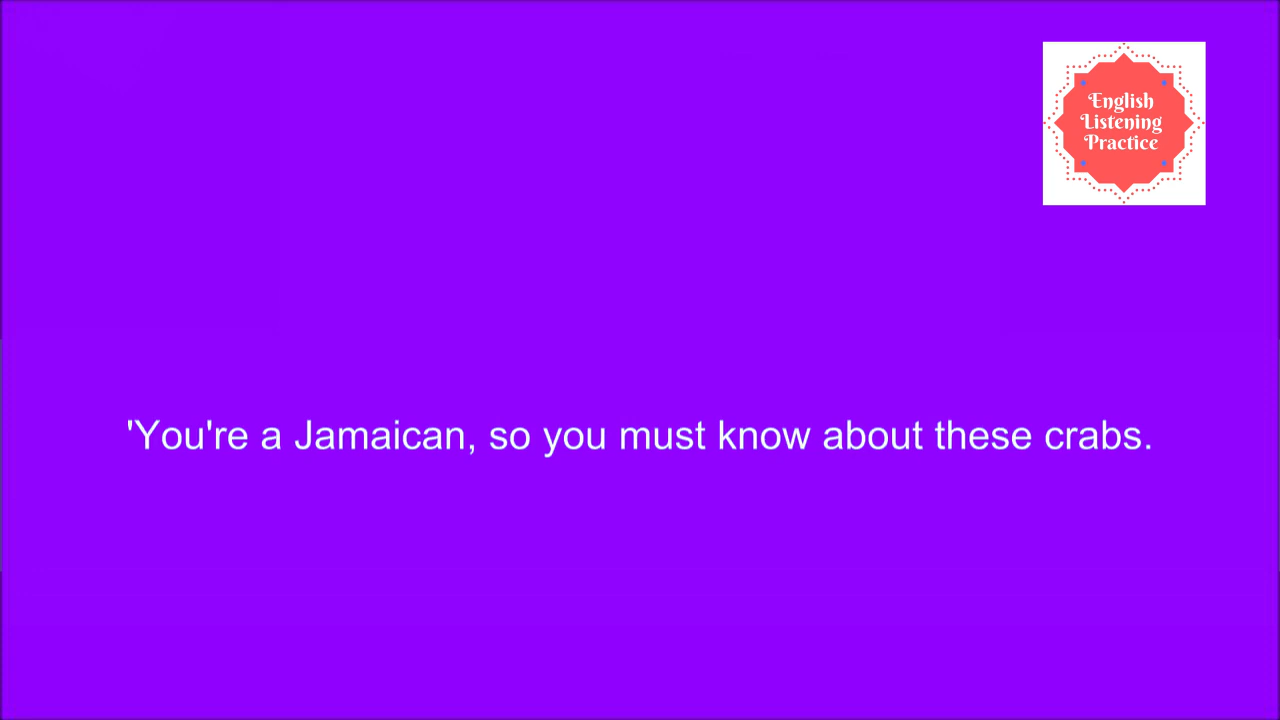 English
Listening
Practice
'You're a Jamaican, so you must know about these crabs.